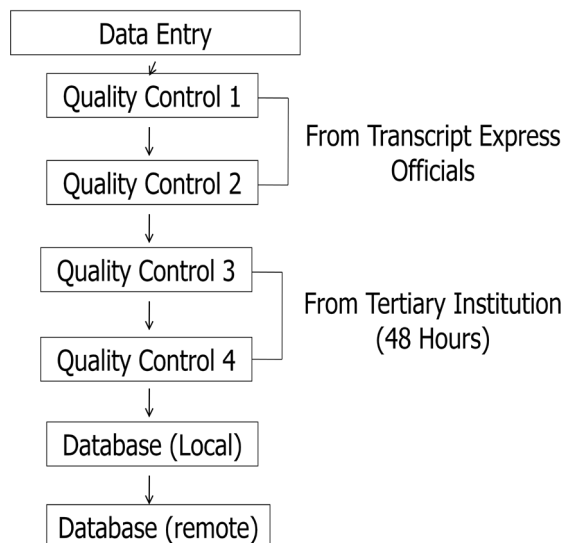 Data Entry
Quality Control 1
From Transcript Express
Officials
Quality Control 2
Quality Control 3
From Tertiary Institution
(48 Hours)
Quality Control 4
Database (Local)
Database (remote)